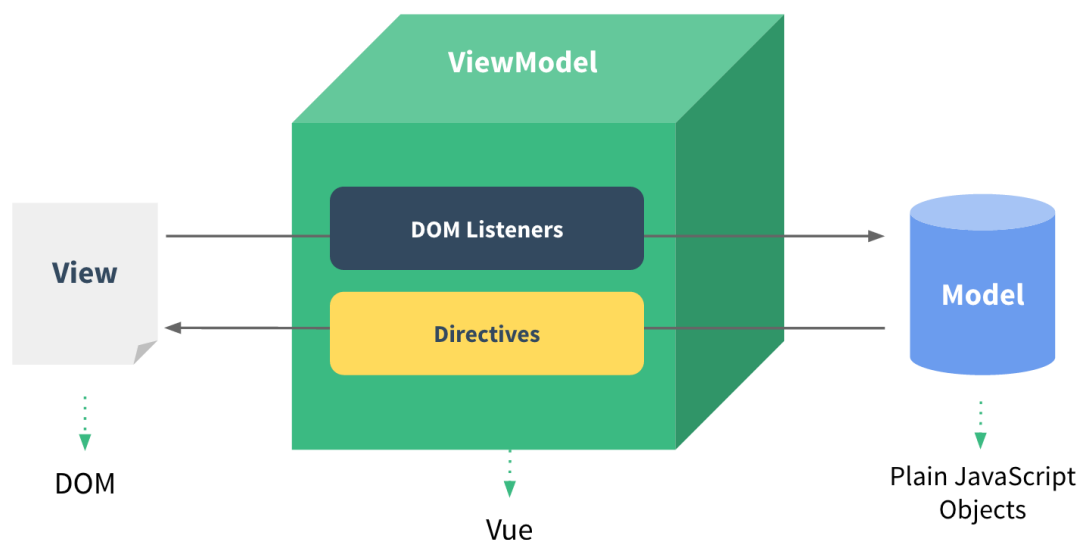 ViewModel
DOM Listeners
View
Model
Directives
DOM
Plain JavaScript
Objects
Vue